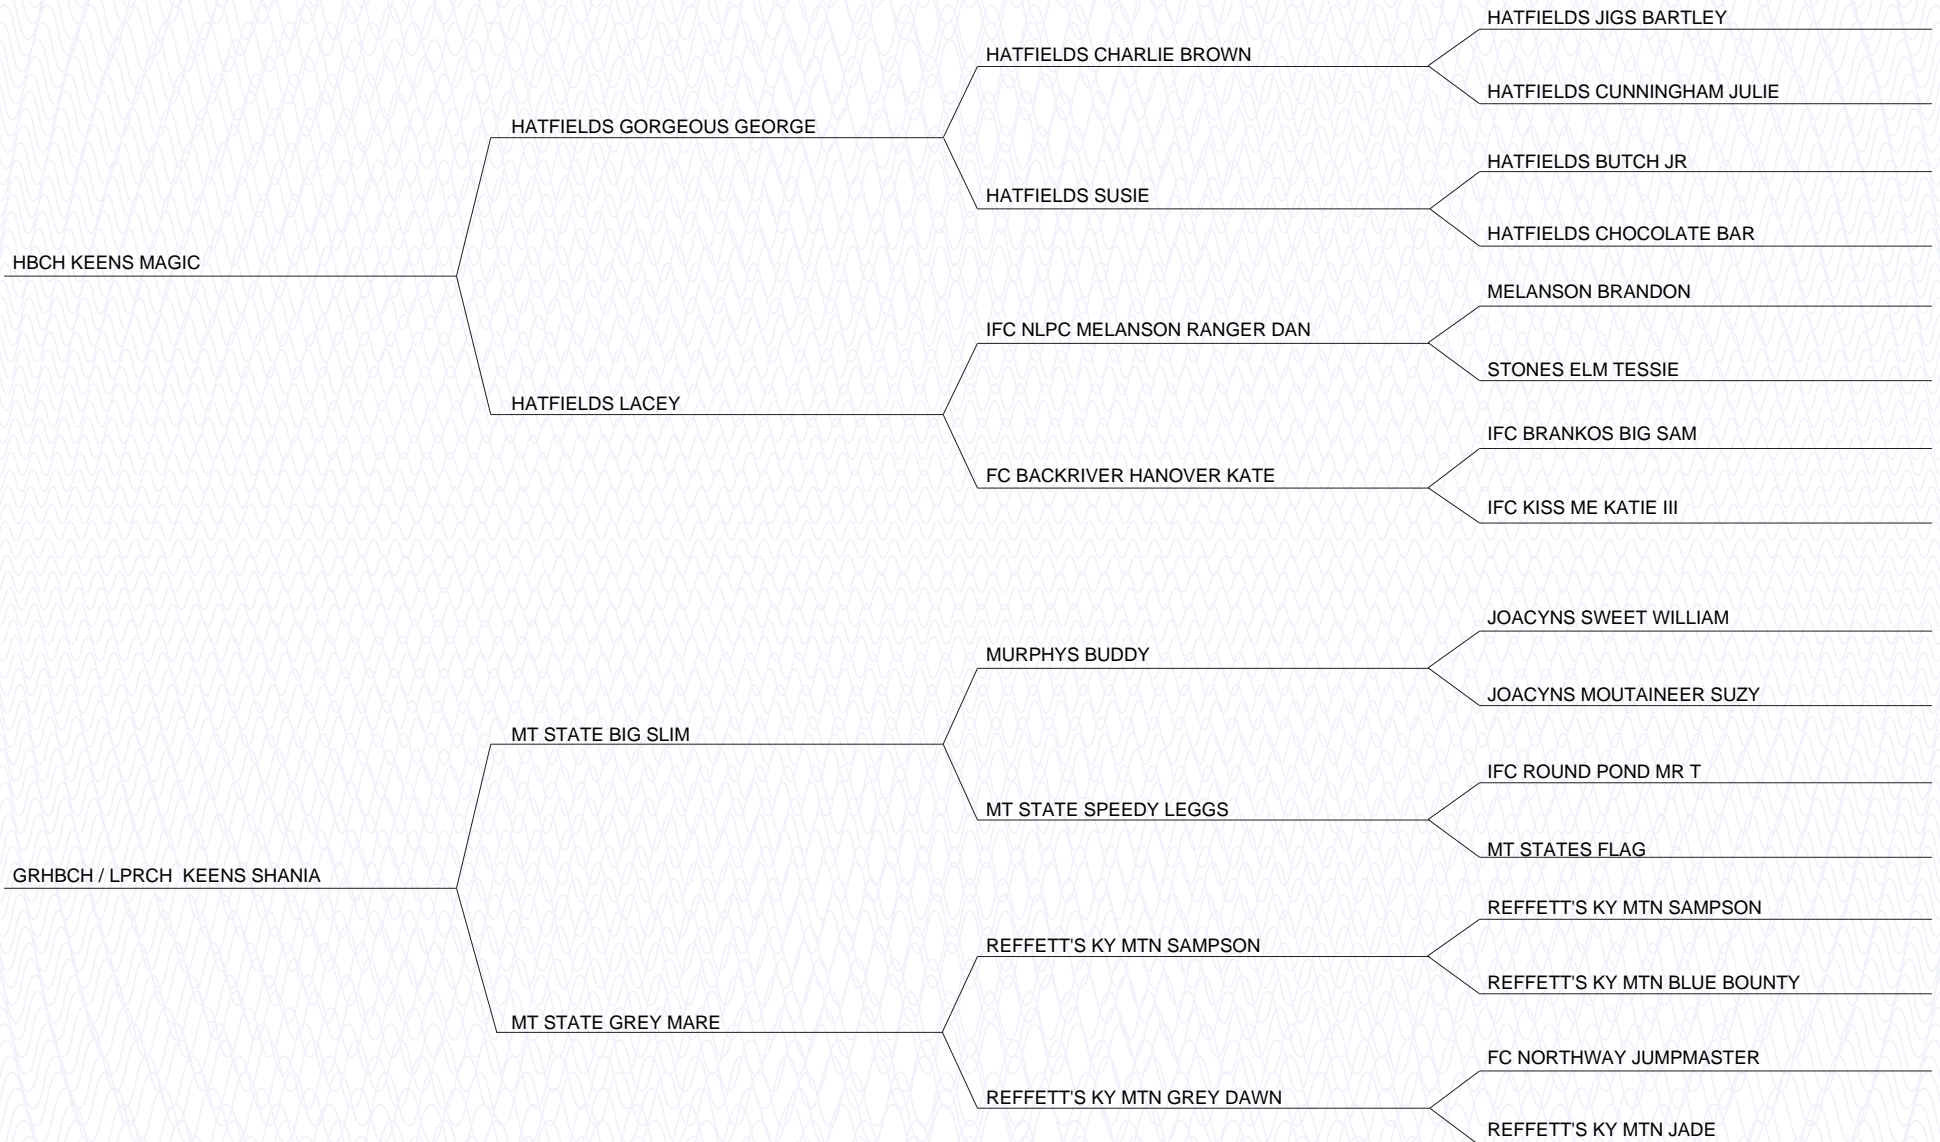 HATFIELDS JIGS BARTLEY
HATFIELDS CHARLIE BROWN
HATFIELDS CUNNINGHAM JULIE
HATFIELDS GORGEOUS GEORGE
HATFIELDS BUTCH JR
HATFIELDS SUSIE
HATFIELDS CHOCOLATE BAR
HBCH KEENS MAGIC
MELANSON BRANDON
IFC NLPC MELANSON RANGER DAN
STONES ELM TESSIE
HATFIELDS LACEY
IFC BRANKOS BIG SAM
FC BACKRIVER HANOVER KATE
IFC KISS ME KATIE III
JOACYNS SWEET WILLIAM
MURPHYS BUDDY
JOACYNS MOUTAINEER SUZY
MT STATE BIG SLIM
IFC ROUND POND MR T
MT STATE SPEEDY LEGGS
MT STATES FLAG
GRHBCH / LPRCH  KEENS SHANIA
REFFETT'S KY MTN SAMPSON
REFFETT'S KY MTN SAMPSON
REFFETT'S KY MTN BLUE BOUNTY
MT STATE GREY MARE
FC NORTHWAY JUMPMASTER
REFFETT'S KY MTN GREY DAWN
REFFETT'S KY MTN JADE